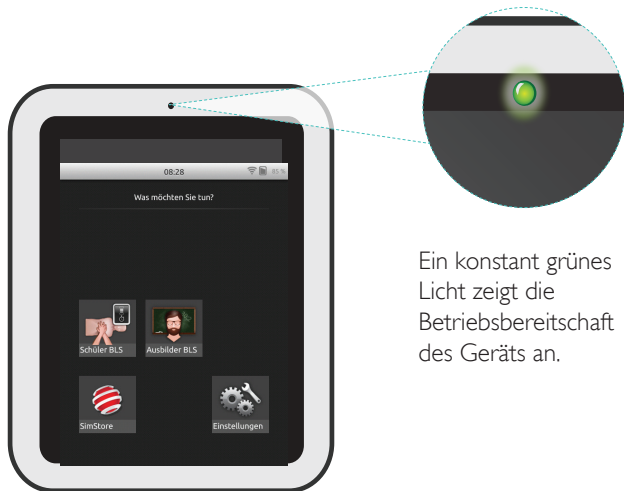 08:28
85 %
Was möchten Sie tun?
Schüler BLS
Ausbilder BLS
SimStore
Einstellungen
Ein konstant grünes
Licht zeigt die
Betriebsbereitschaft
des Geräts an.